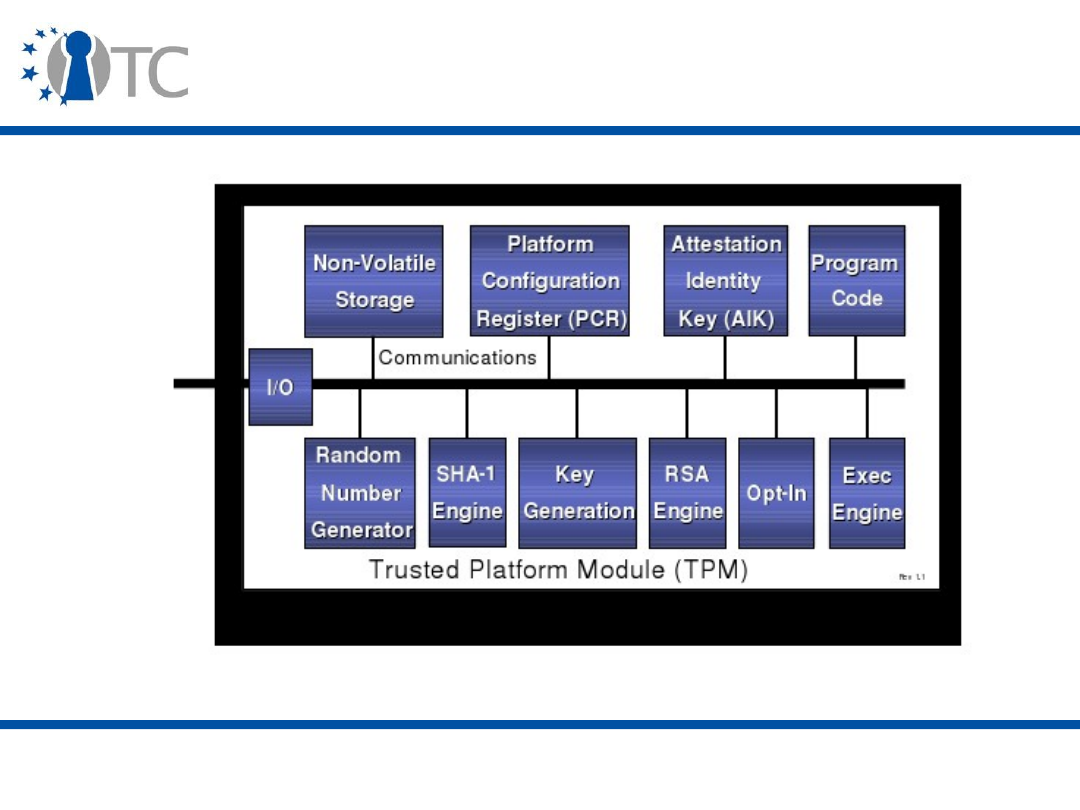 TC
Non-Volatile
Storage
Platform
Configuration
Register (PCR)
Attestation
Identity
Key (AIK)
Program
Code
Communications
I/O
Random
Number
Generator
SHA-1
Engine
Key
Generation
RSA
Engine
Opt-In
Exec
Engine
Trusted Platform Module (TPM)
Rev 1.1